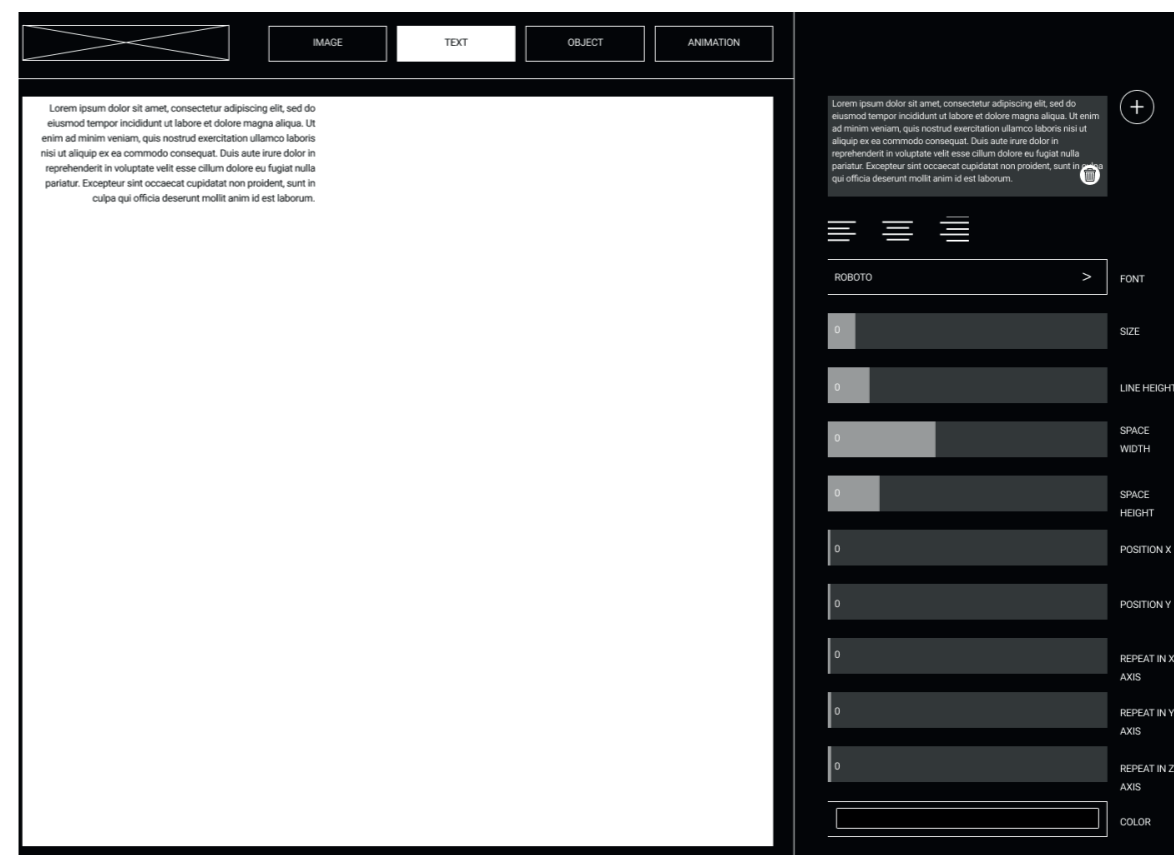 IMAGE
TEXT
OBJECT
ANIMATION
Lorem ipsum dolor sit amet, consectetur adipiscing elit, sed do
eiusmod tempor incididunt ut labore et dolore magna aliqua. Ut
enim ad minim veniam, quis nostrud exercitation ullamco laboris
nisi ut aliquip ex ea commodo consequat. Duis aute irure dolor in
reprehenderit in voluptate velit esse cillum dolore eu fugiat nulla
pariatur. Excepteur sint occaecat cupidatat non proident, sunt in
culpa qui officia deserunt mollit anim id est laborum.
Lorem ipsum dolor sit amet, consectetur adipiscing elit, sed do
eiusmod tempor incididunt ut labore et dolore magna aliqua. Ut enim
ad minim veniam, quis nostrud exercitation ullamco laboris nisi ut
aliquip ex ea commodo consequat. Duis aute irure dolor in
reprehenderit in voluptate velit esse cillum dolore eu fugiat nulla
pariatur. Excepteur sint occaecat cupidatat non proident, sunt in culpa
qui officia deserunt mollit anim id est laborum.
ROBOTO >
FONT
0
SIZE
0
LINE HEIGHT
0
SPACE
WIDTH
0
SPACE
HEIGHT
0
POSITION X
0
POSITION Y
0
REPEAT IN X
AXIS
0
REPEAT IN Y
AXIS
0
REPEAT IN Z
AXIS
COLOR